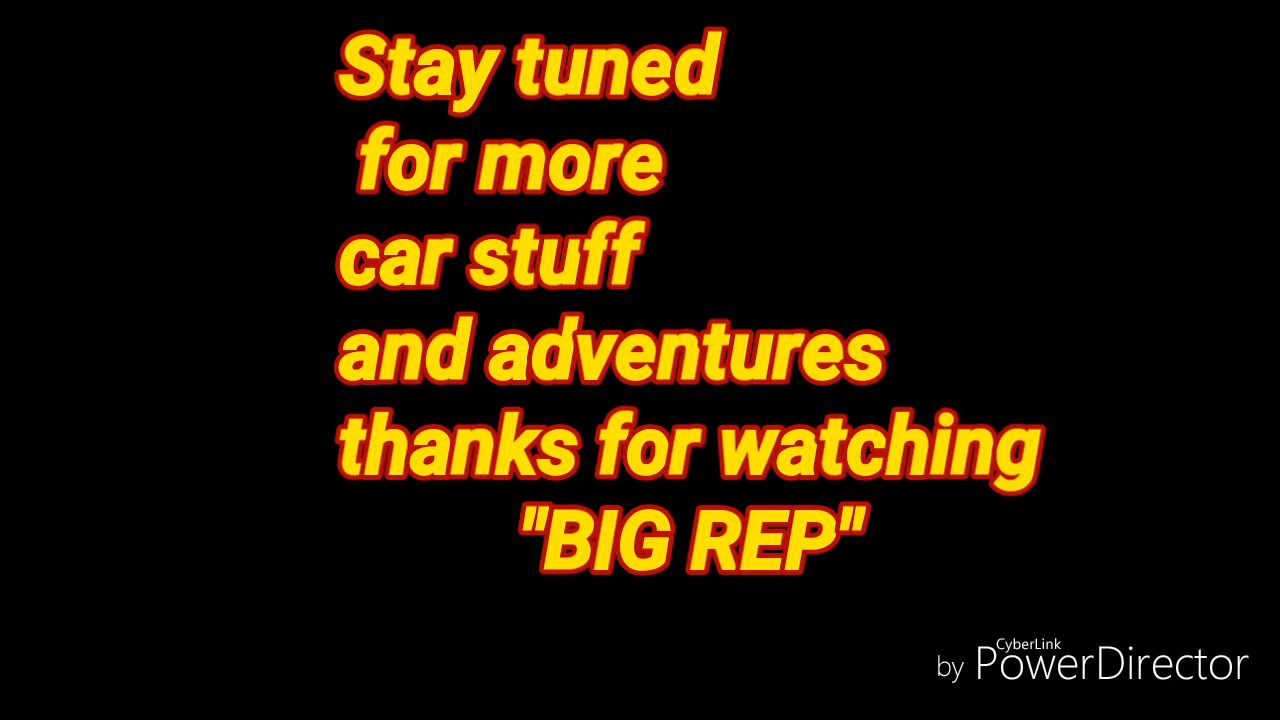 Stay tuned
for more
car stuff
and adventures
thanks for watching
"BIG REP"
CyberLink
by PowerDirector